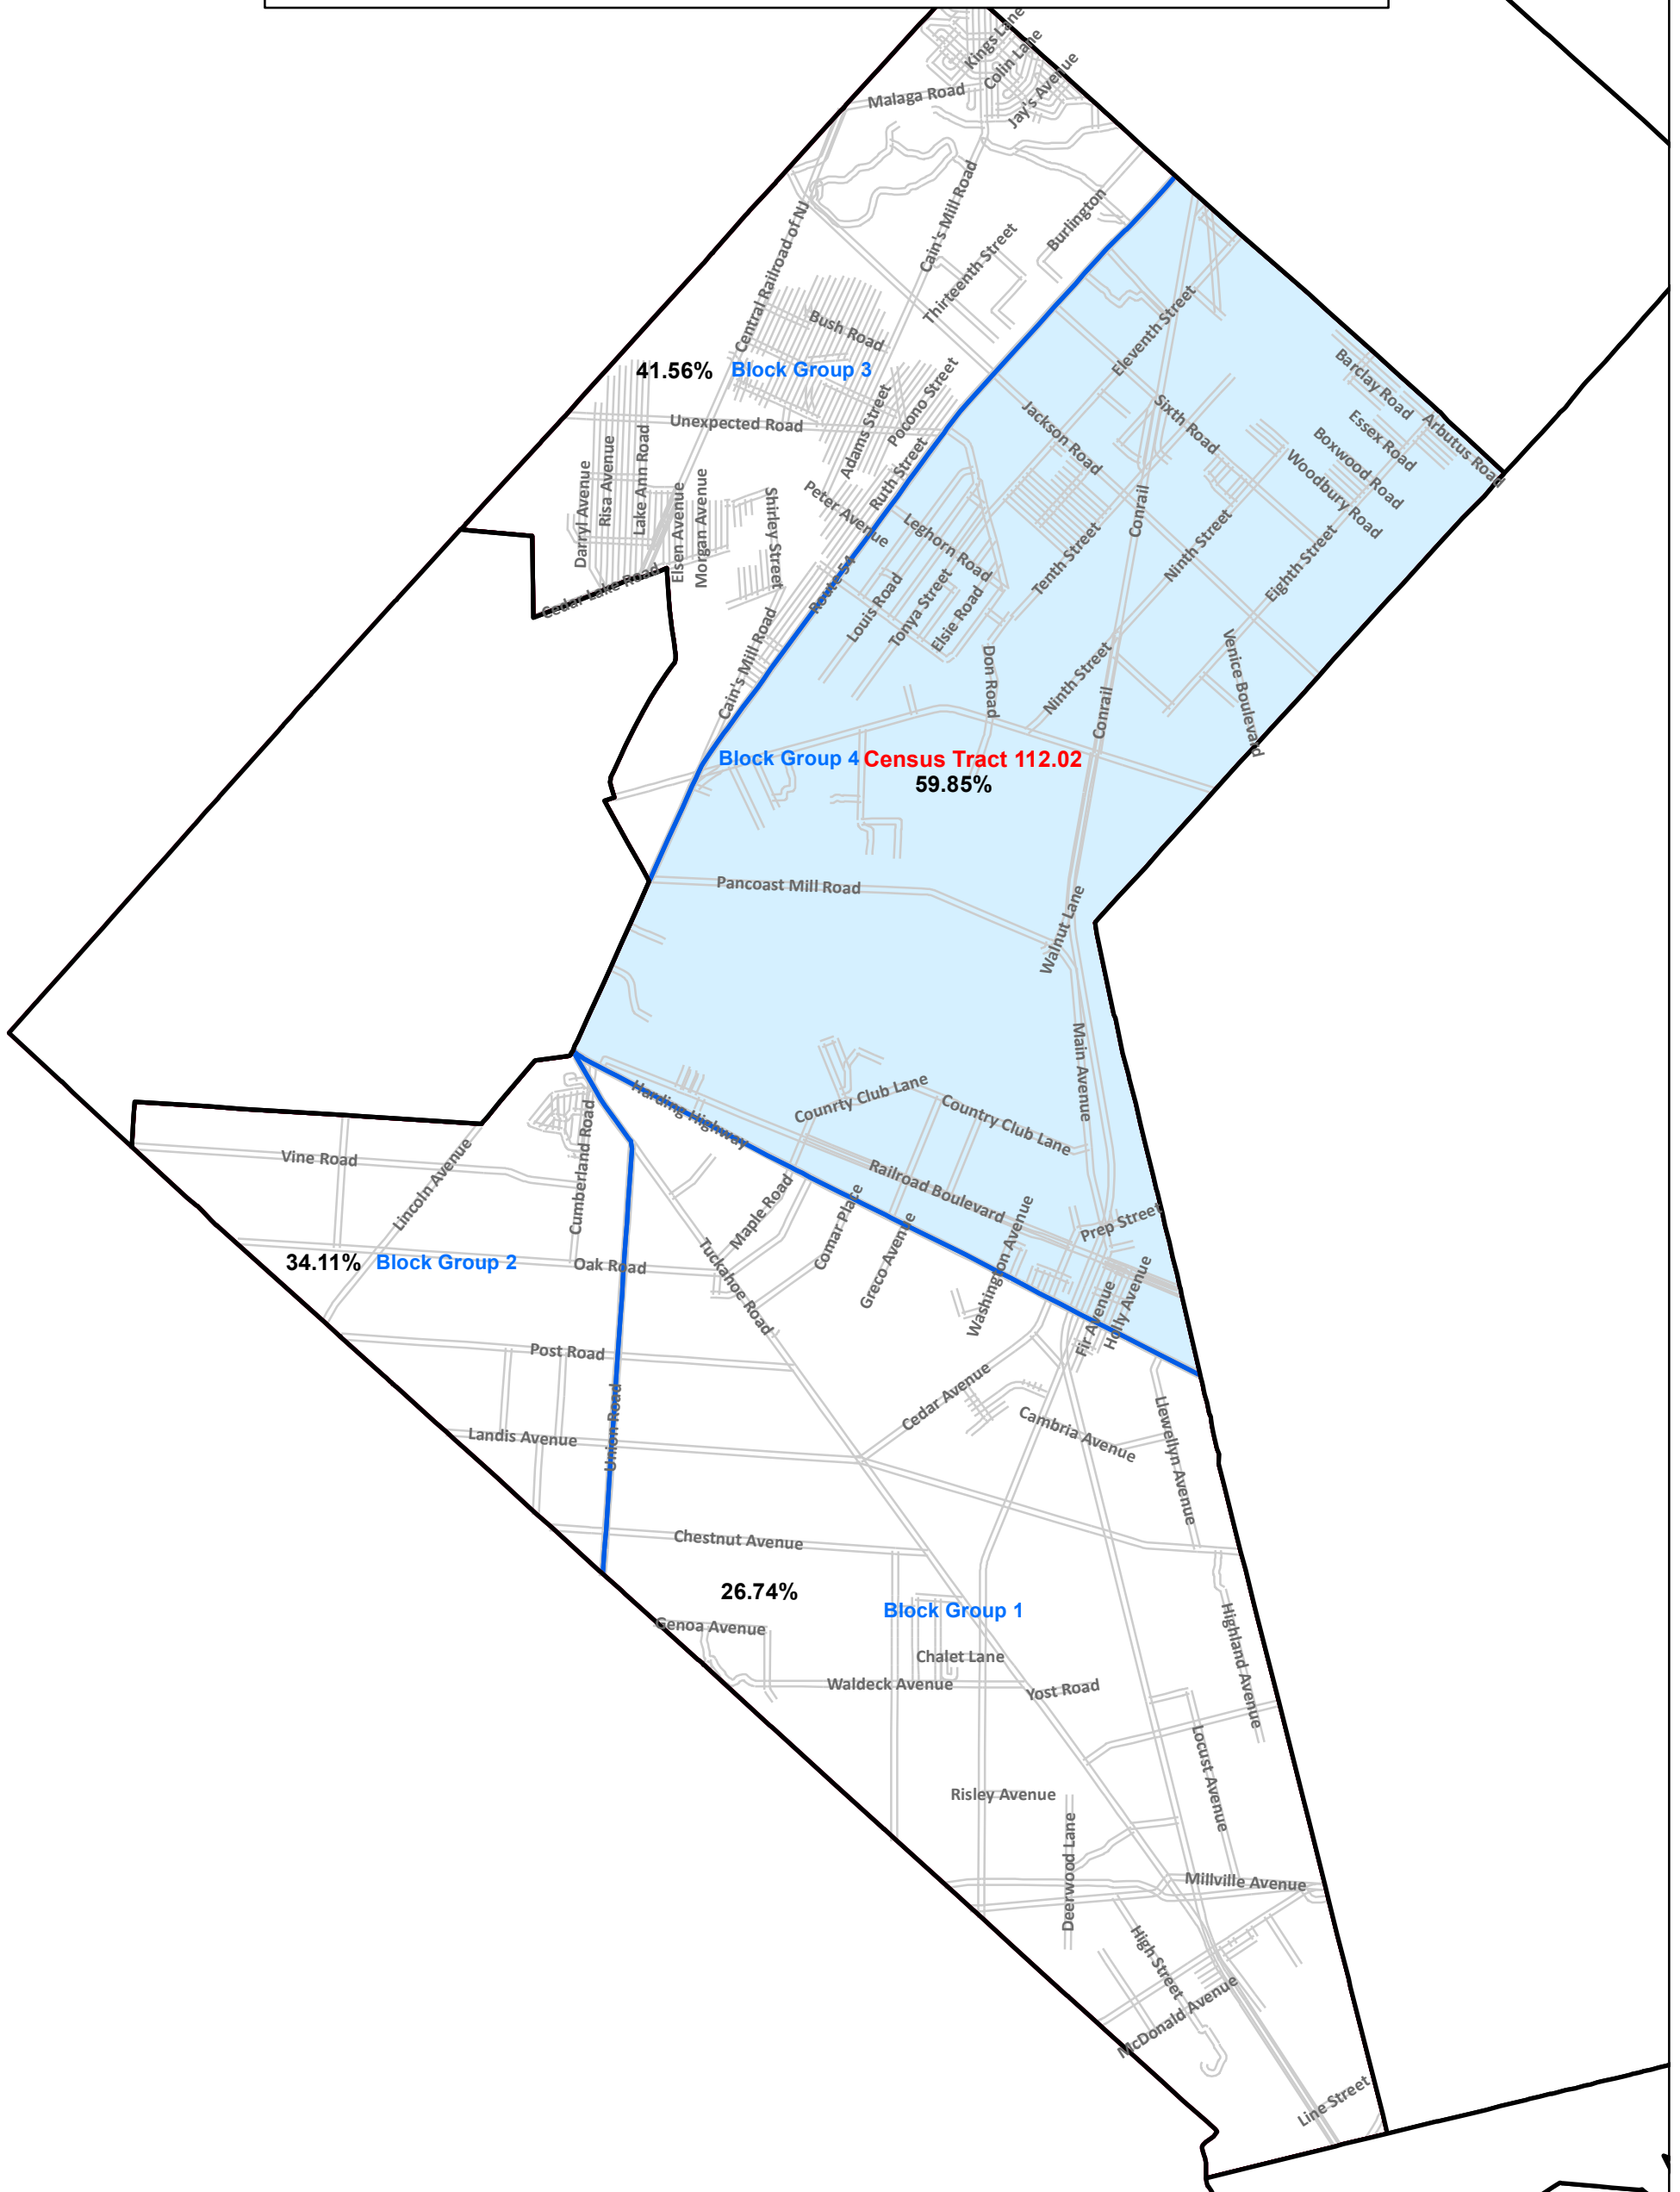 Kings Lane
Colin Lane
Jay's Avenue
Malaga Road
Cain's Mill Road
Burlington
Central Railroad of NJ
Thirteenth Street
Bush Road
Eleventh Street
41.56%
Block Group 3
Barclay Road
Pocono Street
Adams Street
Unexpected Road
Jackson Road
Sixth Road
Essex Road
Arbutus Road
Boxwood Road
Woodbury Road
Darryl Avenue
Risa Avenue
Lake Ann Road
Elsen Avenue
Morgan Avenue
Shirley Street
Peter Avenue
Ruth Street
Leghorn Road
Conrail
Tenth Street
Ninth Street
Eighth Street
Cedar Lake Road
Route 54
Louis Road
Tonya Street
Elsie Road
Cain's Mill Road
Don Road
Ninth Street
Conrail
Venice Boulevard
Block Group 4
Census Tract 112.02
59.85%
Pancoast Mill Road
Walnut Lane
Main Avenue
Harding Highway
Counrty Club Lane
Country Club Lane
Vine Road
Lincoln Avenue
Cumberland Road
Railroad Boulevard
Maple Road
Comar Place
Greco Avenue
Washington Avenue
Prep Street
34.11%
Block Group 2
Oak Road
Tuckahoe Road
Fir Avenue
Holly Avenue
Post Road
Union Road
Landis Avenue
Cedar Avenue
Cambria Avenue
Llewellyn Avenue
Chestnut Avenue
26.74%
Block Group 1
Genoa Avenue
Highland Avenue
Chalet Lane
Waldeck Avenue
Yost Road
Locust Avenue
Risley Avenue
Deerwood Lane
Millville Avenue
High Street
McDonald Avenue
Line Street